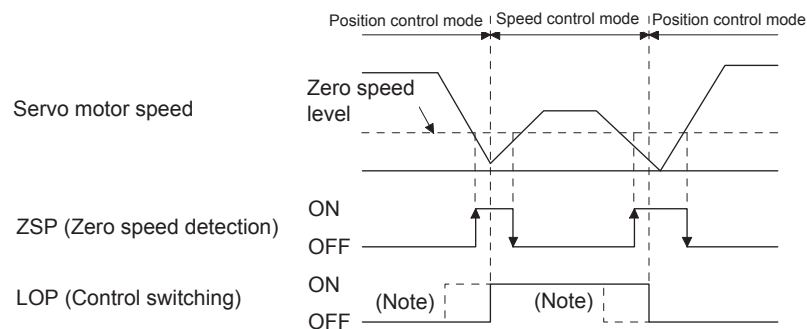 Position control mode Speed control mode Position control mode
Zero speed
level
Servo motor speed
ON
ZSP (Zero speed detection)
OFF
ON
LOP (Control switching)
(Note) (Note)
OFF